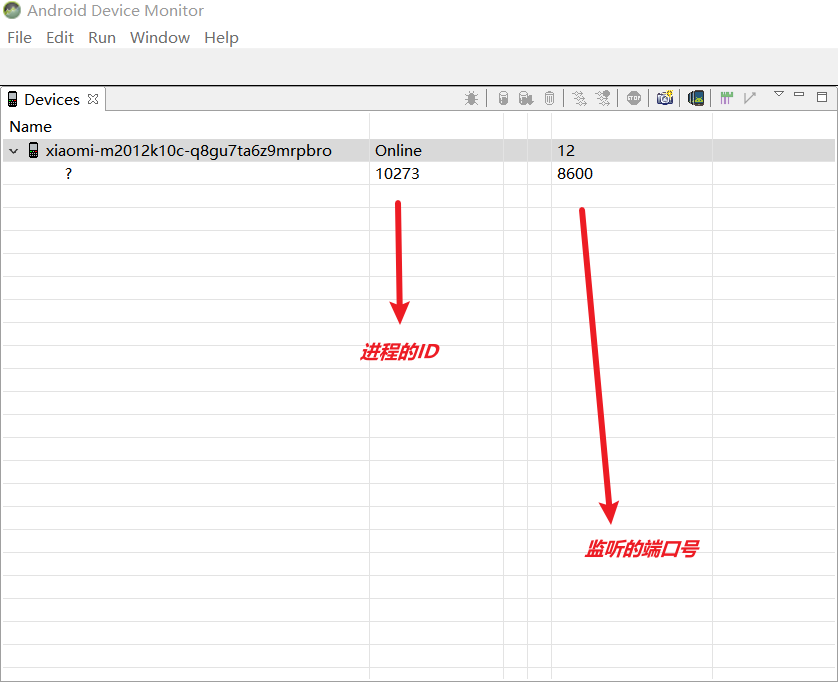 Android Device Monitor
File Edit Run Window Help
Devices
Name
xiaomi-m2012k10c-q8gu7ta6z9mrpbro Online 12
? 10273 8600
进程的ID
监听的端口号